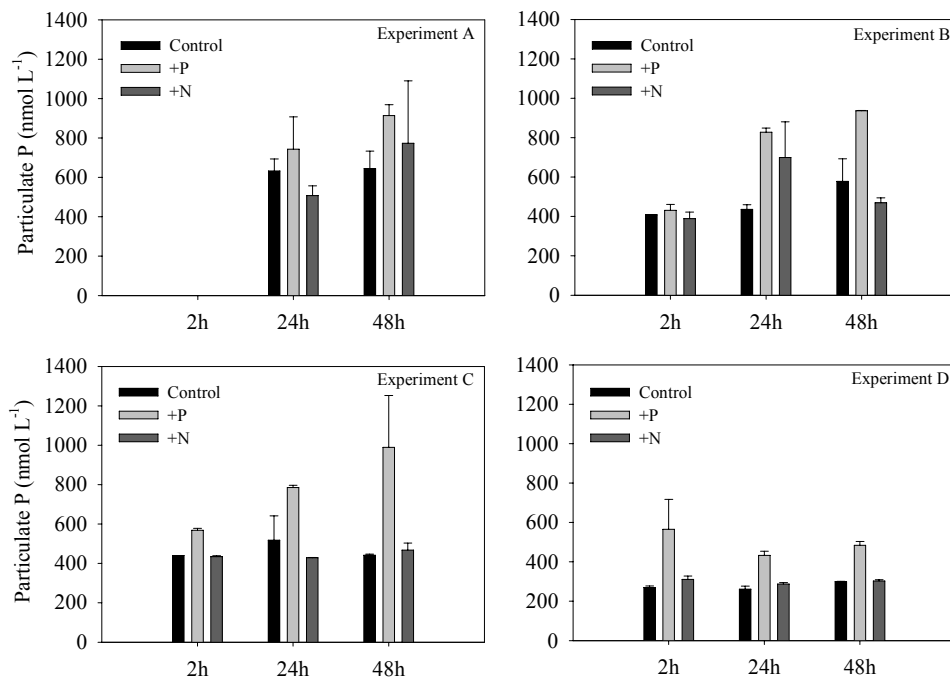 Experiment A
Particulate P (nmol L-1)
1400
1200
1000
800
600
400
200
0
Control
+P
+N
2h 24h 48h
Experiment B
1400
1200
1000
800
600
400
200
0
Control
+P
+N
2h 24h 48h
Experiment C
Particulate P (nmol L-1)
1400
1200
1000
800
600
400
200
0
Control
+P
+N
2h 24h 48h
Experiment D
1400
1200
1000
800
600
400
200
0
Control
+P
+N
2h 24h 48h